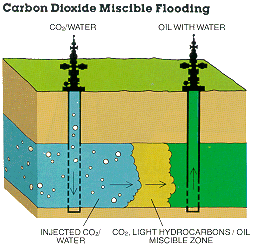 Carbon Dioxide Miscible Flooding
CO2/WATER
OIL WITH WATER
INJECTED CO2/
WATER
CO2, LIGHT HYDROCARBONS / OIL
MISCIBLE ZONE